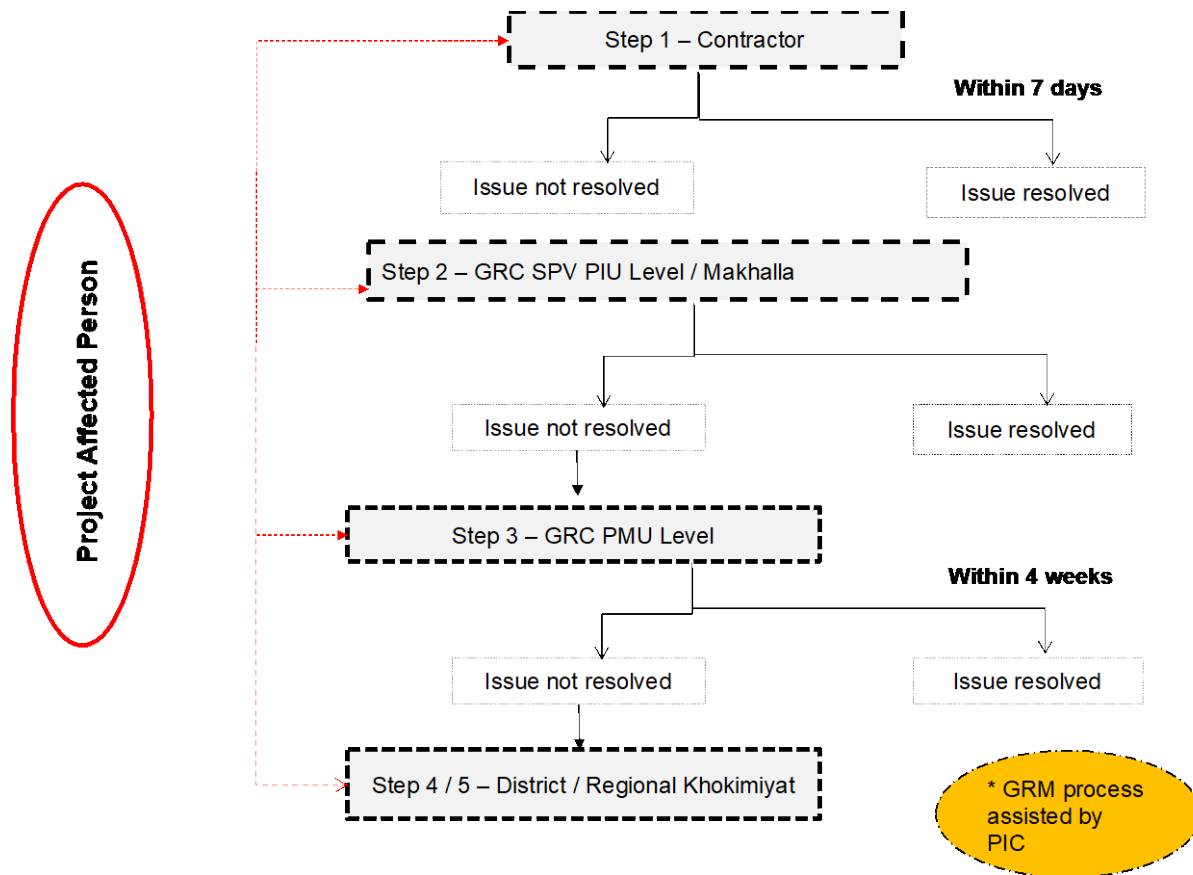 Step 1 – Contractor
Within 7 days
Issue not resolved
Issue resolved
Project Affected Person
Step 2 – GRC SPV PIU Level / Makhalla
Issue not resolved
Issue resolved
Step 3 – GRC PMU Level
Within 4 weeks
Issue not resolved
Issue resolved
Step 4 / 5 – District / Regional Khokimiyat
* GRM process
assisted by
PIC